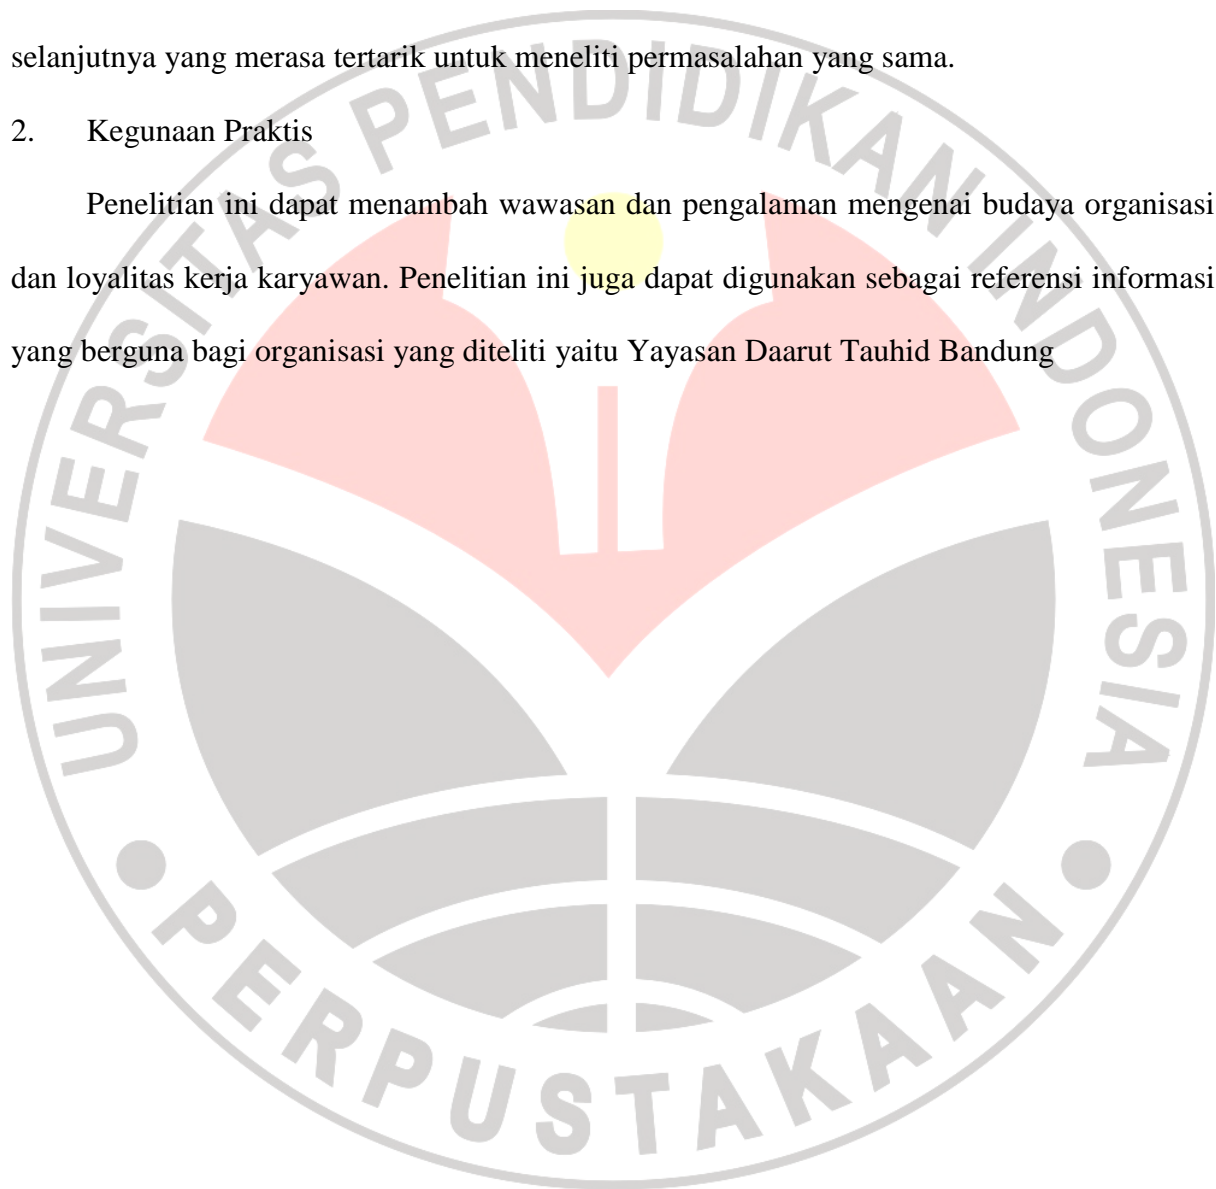 selanjutnya yang merasa tertarik untuk meneliti permasalahan yang sama.
2. Kegunaan Praktis
Penelitian ini dapat menambah wawasan dan pengalaman mengenai budaya organisasi
dan loyalitas kerja karyawan. Penelitian ini juga dapat digunakan sebagai referensi informasi
yang berguna bagi organisasi yang diteliti yaitu Yayasan Daarut Tauhid Bandung
UNIVERSITAS PENDIDIKAN INDONESIA
PERPUSTAKAAN